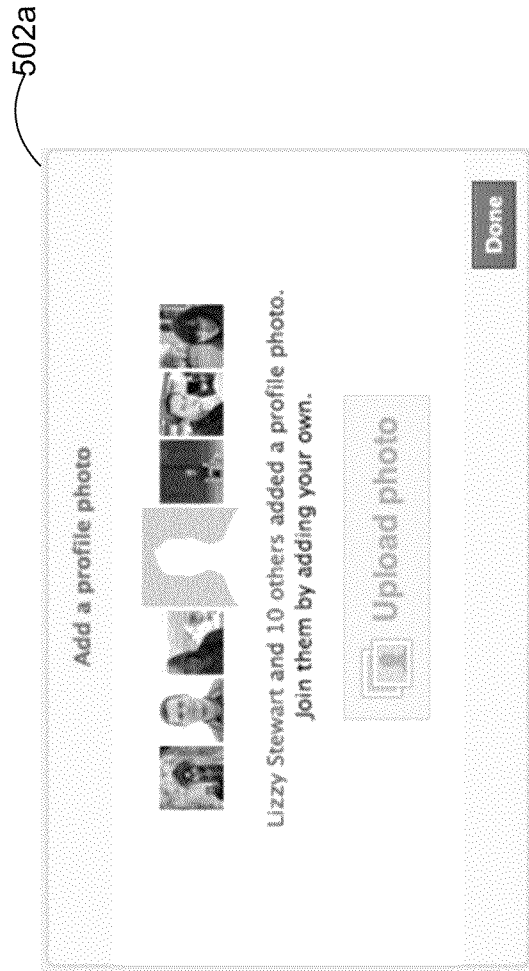 502a
Add a profile photo
Lizzy Stewart and 10 others added a profile photo.
Join them by adding your own.
Upload photo
Done